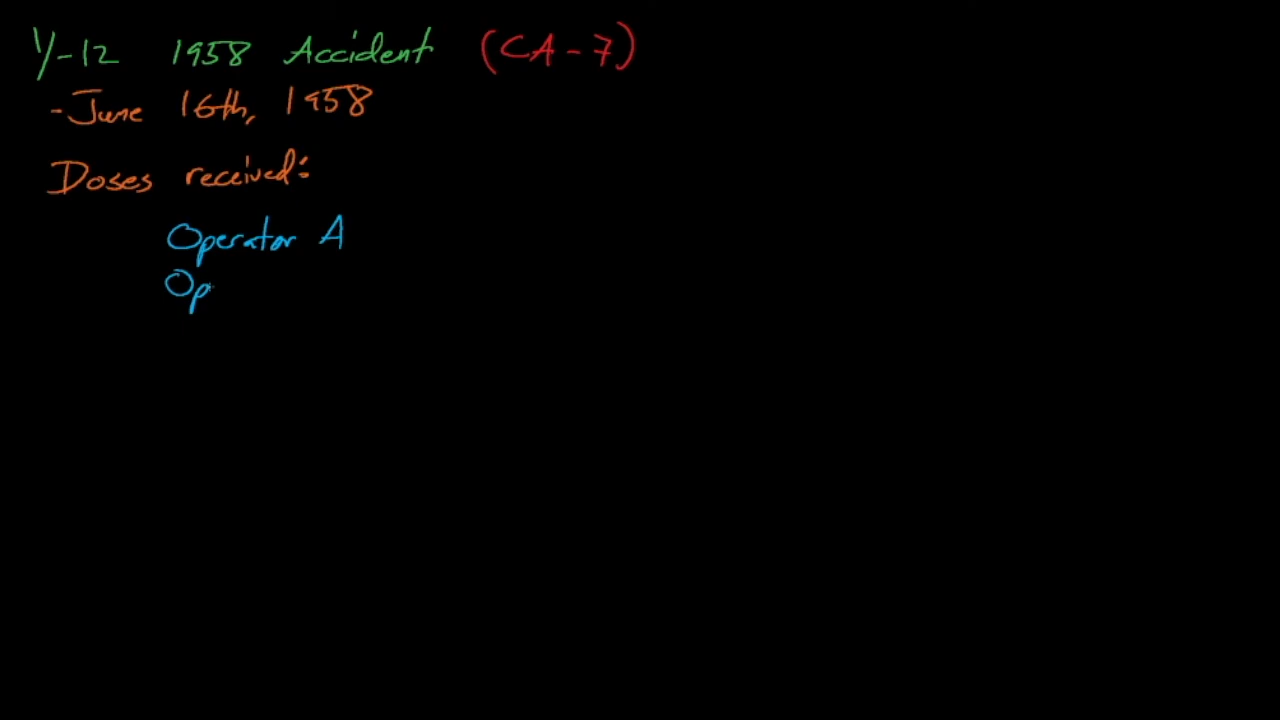 Y-12 1958 Accident (CA-7)
-June 16th, 1958
Doses received:
Operator A
Op